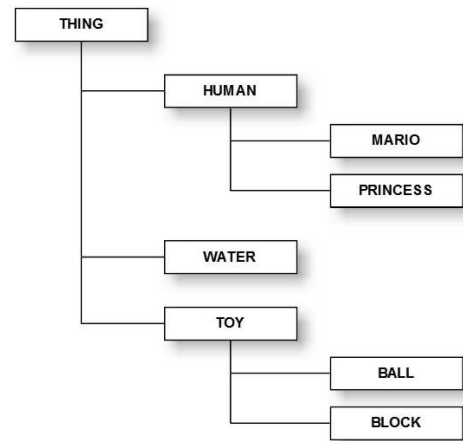 THING
HUMAN
MARIO
PRINCESS
WATER
TOY
BALL
BLOCK